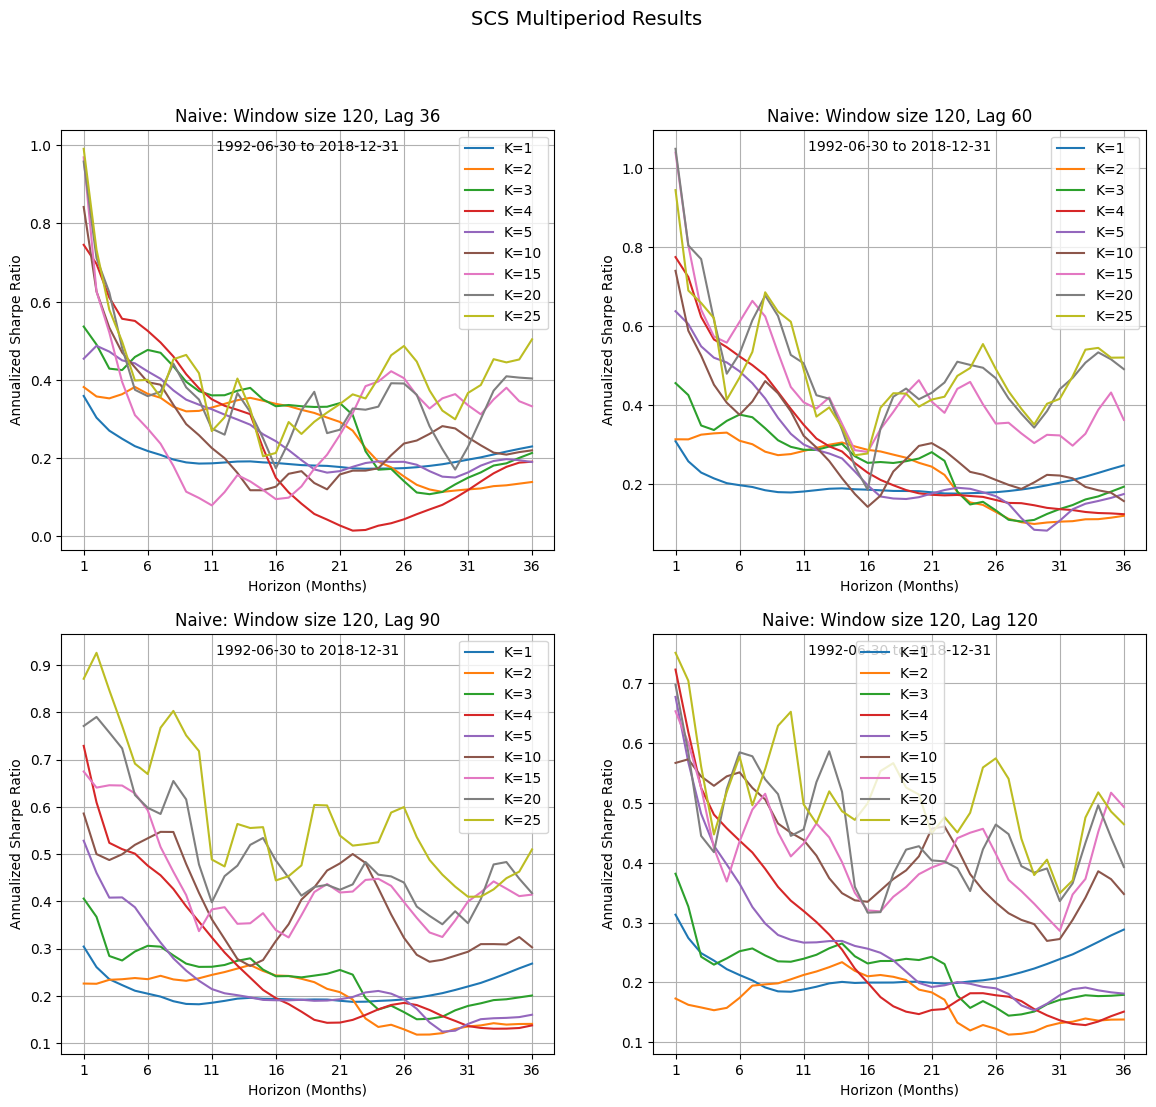 SCS Multiperiod Results
Naive: Window size 120, Lag 36
1992-06-30 to 2018-12-31
K=1
K=2
K=3
K=4
K=5
K=10
K=15
K=20
K=25
Annualized Sharpe Ratio
1.0
0.8
0.6
0.4
0.2
0.0
1
6
11
16
21
26
31
36
Horizon (Months)
Naive: Window size 120, Lag 60
1992-06-30 to 2018-12-31
K=1
K=2
K=3
K=4
K=5
K=10
K=15
K=20
K=25
Annualized Sharpe Ratio
1.0
0.8
0.6
0.4
0.2
1
6
11
16
21
26
31
36
Horizon (Months)
Naive: Window size 120, Lag 90
1992-06-30 to 2018-12-31
K=1
K=2
K=3
K=4
K=5
K=10
K=15
K=20
K=25
Annualized Sharpe Ratio
0.9
0.8
0.7
0.6
0.5
0.4
0.3
0.2
0.1
1
6
11
16
21
26
31
36
Horizon (Months)
Naive: Window size 120, Lag 120
1992-06-30 to 2018-12-31
K=1
K=2
K=3
K=4
K=5
K=10
K=15
K=20
K=25
Annualized Sharpe Ratio
0.7
0.6
0.5
0.4
0.3
0.2
0.1
1
6
11
16
21
26
31
36
Horizon (Months)